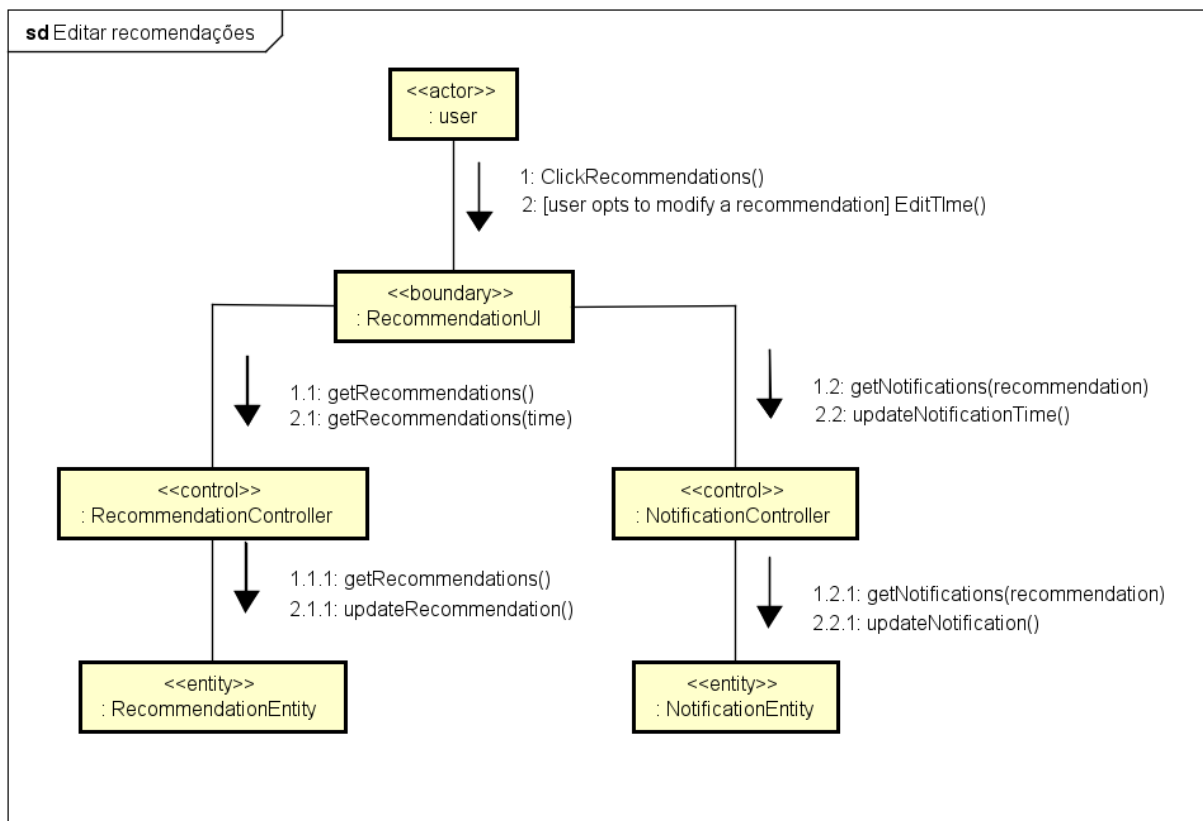 sd Editar recomendações
<<actor>>
: user
1: ClickRecommendations()
2: [user opts to modify a recommendation] EditTIme()
<<boundary>>
: RecommendationUI
1.1: getRecommendations()
2.1: getRecommendations(time)
1.2: getNotifications(recommendation)
2.2: updateNotificationTime()
<<control>>
: RecommendationController
<<control>>
: NotificationController
1.1.1: getRecommendations()
2.1.1: updateRecommendation()
1.2.1: getNotifications(recommendation)
2.2.1: updateNotification()
<<entity>>
: RecommendationEntity
<<entity>>
: NotificationEntity